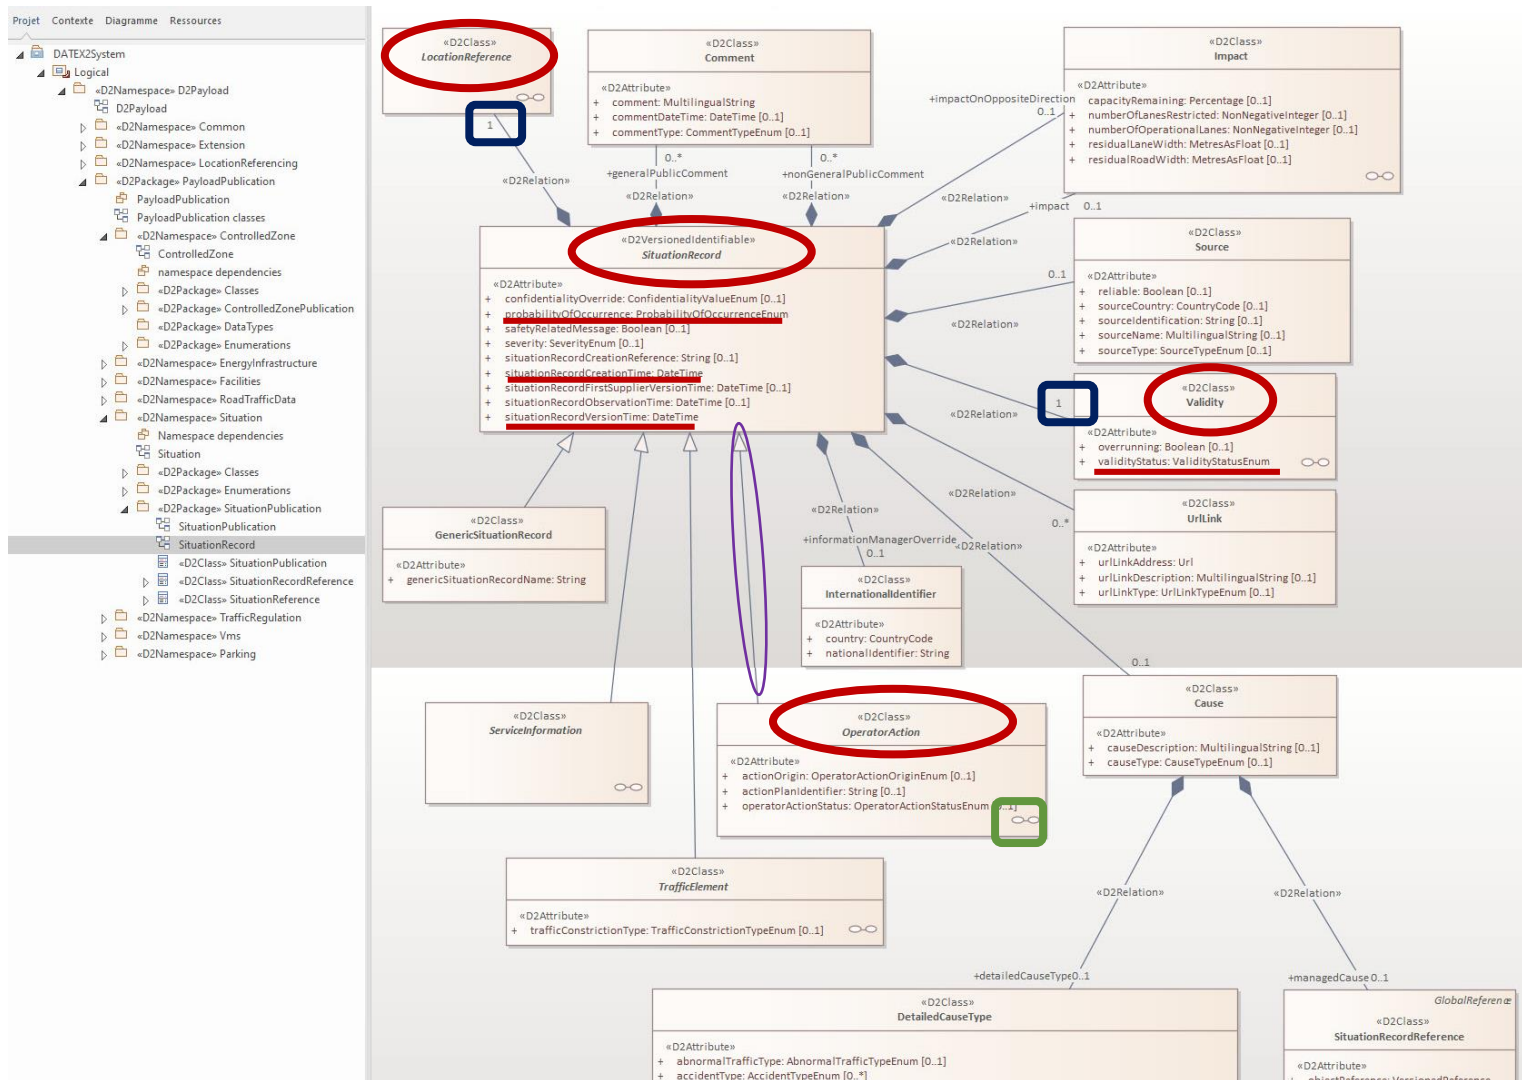 Projet Contexte Diagramme Ressources
DATEX2System
Logical
«D2Namespace» D2Payload
D2Payload
«D2Namespace» Common
«D2Namespace» Extension
«D2Namespace» LocationReferencing
«D2Package» PayloadPublication
PayloadPublication
PayloadPublication classes
«D2Namespace» ControlledZone
ControlledZone
namespace dependencies
«D2Package» Classes
«D2Package» ControlledZonePublication
«D2Package» DataTypes
«D2Package» Enumerations
«D2Namespace» EnergyInfrastructure
«D2Namespace» Facilities
«D2Namespace» RoadTrafficData
«D2Namespace» Situation
Namespace dependencies
Situation
«D2Package» Classes
«D2Package» Enumerations
«D2Package» SituationPublication
SituationPublication
SituationRecord
«D2Class» SituationPublication
«D2Class» SituationRecordReference
«D2Class» SituationReference
«D2Namespace» TrafficRegulation
«D2Namespace» Vms
«D2Namespace» Parking
«D2Class»
LocationReference
1
«D2Relation»
«D2Class»
Comment
«D2Attribute»
+ comment: MultilingualString
+ commentDateTime: DateTime [0..1]
+ commentType: CommentTypeEnum [0..1]
0..*
+generalPublicComment
«D2Relation»
0..*
+nonGeneralPublicComment
«D2Relation»
«D2Class»
Impact
«D2Attribute»
+ capacityRemaining: Percentage [0..1]
+ numberOfLanesRestricted: NonNegativeInteger [0..1]
+ numberOfOperationalLanes: NonNegativeInteger [0..1]
+ residualLaneWidth: MetresAsFloat [0..1]
+ residualRoadWidth: MetresAsFloat [0..1]
+impactOnOppositeDirection
0..1
«D2Relation»
+impact 0..1
«D2Relation»
«D2VersionedIdentifiable»
SituationRecord
«D2Attribute»
+ confidentialityOverride: ConfidentialityValueEnum [0..1]
+ probabilityOfOccurrence: ProbabilityOfOccurrenceEnum
+ safetyRelatedMessage: Boolean [0..1]
+ severity: SeverityEnum [0..1]
+ situationRecordCreationReference: String [0..1]
+ situationRecordCreationTime: DateTime
+ situationRecordFirstSupplierVersionTime: DateTime [0..1]
+ situationRecordObservationTime: DateTime [0..1]
+ situationRecordVersionTime: DateTime
«D2Class»
Source
«D2Attribute»
+ reliable: Boolean [0..1]
+ sourceCountry: CountryCode [0..1]
+ sourceIdentification: String [0..1]
+ sourceName: MultilingualString [0..1]
+ sourceType: SourceTypeEnum [0..1]
0..1
«D2Relation»
«D2Class»
Validity
«D2Attribute»
+ overrunning: Boolean [0..1]
+ validityStatus: ValidityStatusEnum
1
«D2Relation»
«D2Class»
UrlLink
«D2Attribute»
+ urlLinkAddress: Url
+ urlLinkDescription: MultilingualString [0..1]
+ urlLinkType: UrlLinkTypeEnum [0..1]
«D2Relation»
0..*
«D2Class»
GenericSituationRecord
«D2Attribute»
+ genericSituationRecordName: String
«D2Relation»
+informationManagerOverride
0..1
«D2Relation»
«D2Class»
InternationalIdentifier
«D2Attribute»
+ country: CountryCode
+ nationalIdentifier: String
0..1
«D2Class»
ServiceInformation
«D2Class»
OperatorAction
«D2Attribute»
+ actionOrigin: OperatorActionOriginEnum [0..1]
+ actionPlanIdentifier: String [0..1]
+ operatorActionStatus: OperatorActionStatusEnum [0..1]
«D2Class»
Cause
«D2Attribute»
+ causeDescription: MultilingualString [0..1]
+ causeType: CauseTypeEnum [0..1]
«D2Class»
TrafficElement
«D2Attribute»
+ trafficConstrictionType: TrafficConstrictionTypeEnum [0..1]
«D2Relation»
«D2Relation»
+detailedCauseType 0..1
+managedCause 0..1
«D2Class»
DetailedCauseType
«D2Attribute»
+ abnormalTrafficType: AbnormalTrafficTypeEnum [0..1]
+ accidentType: AccidentTypeEnum [0..*]
GlobalReference
«D2Class»
SituationRecordReference
«D2Attribute»
+ objectReference: VersionedReference